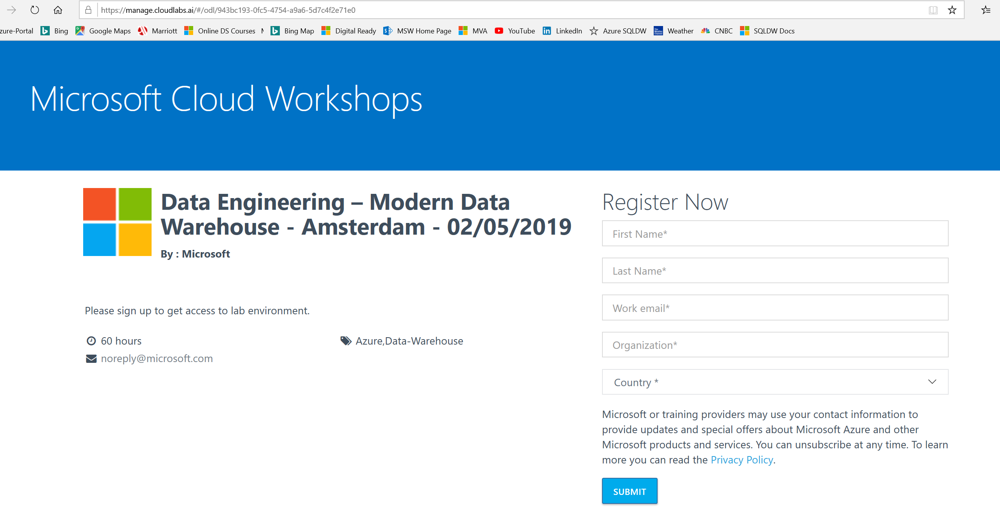 https://manage.cloudlabs.ai/#/odl/943bc193-0fc5-4754-a9a6-5d7c4f2e71e0
zure-Portal Bing Google Maps Marriott Online DS Courses Bing Map Digital Ready MSW Home Page MVA YouTube LinkedIn Azure SQLDW Weather CNBC SQLDW Docs
Microsoft Cloud Workshops
Data Engineering – Modern Data
Warehouse - Amsterdam - 02/05/2019
By : Microsoft
Please sign up to get access to lab environment.
60 hours
Azure,Data-Warehouse
noreply@microsoft.com
Register Now
First Name*
Last Name*
Work email*
Organization*
Country *
Microsoft or training providers may use your contact information to
provide updates and special offers about Microsoft Azure and other
Microsoft products and services. You can unsubscribe at any time. To learn
more you can read the Privacy Policy.
SUBMIT